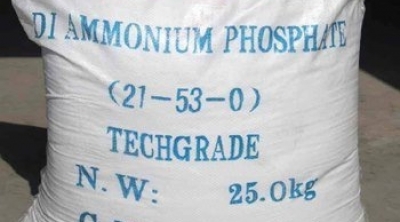 DI AMMONIUM PHOSPHATE
(21-53-0)
TECHGRADE
N.W: 25.0kg